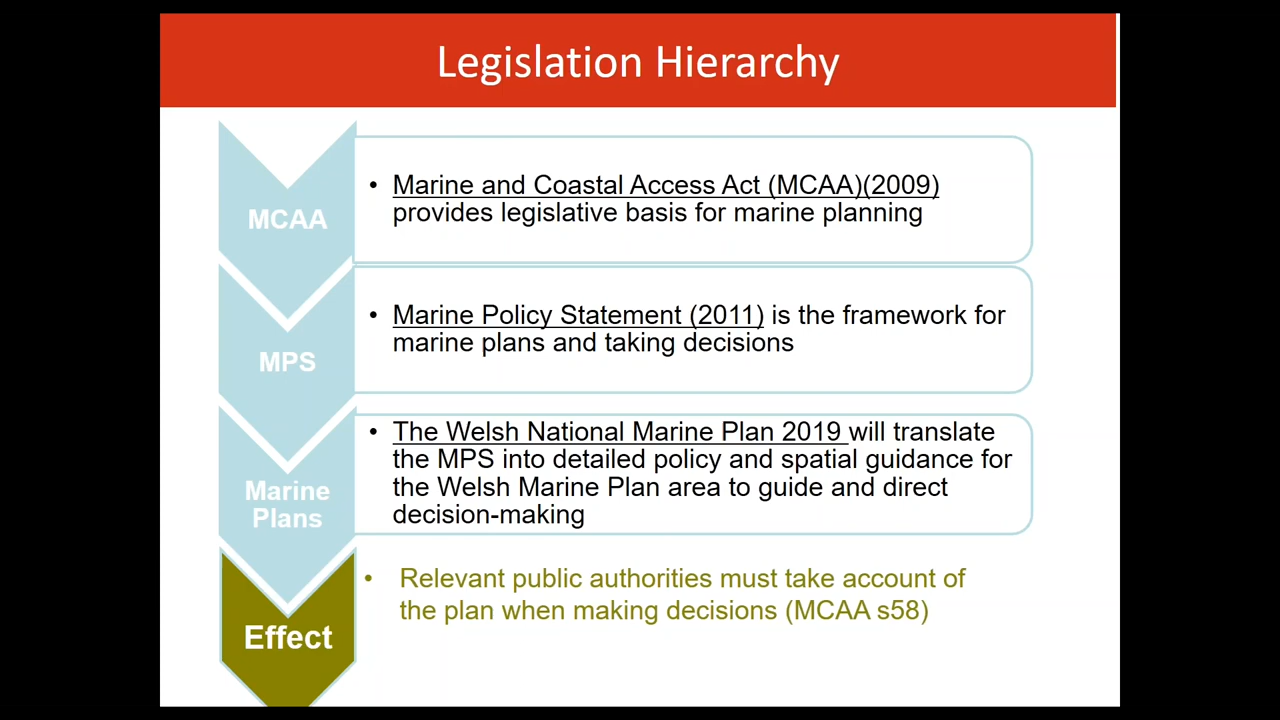 Legislation Hierarchy
MCAA
• Marine and Coastal Access Act (MCAA)(2009)
provides legislative basis for marine planning
MPS
• Marine Policy Statement (2011) is the framework for
marine plans and taking decisions
Marine
Plans
• The Welsh National Marine Plan 2019 will translate
the MPS into detailed policy and spatial guidance for
the Welsh Marine Plan area to guide and direct
decision-making
Effect
• Relevant public authorities must take account of
the plan when making decisions (MCAA s58)